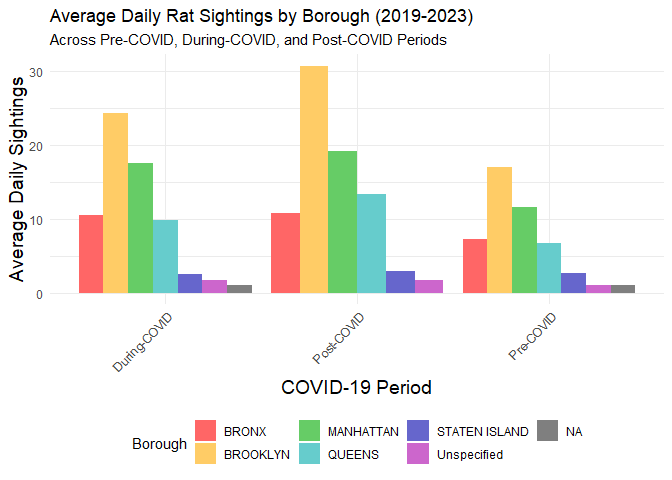 Average Daily Rat Sightings by Borough (2019-2023)
Across Pre-COVID, During-COVID, and Post-COVID Periods
Average Daily Sightings
30
20
10
0
During-COVID
Post-COVID
Pre-COVID
COVID-19 Period
Borough
BRONX
MANHATTAN
STATEN ISLAND
NA
BROOKLYN
QUEENS
Unspecified